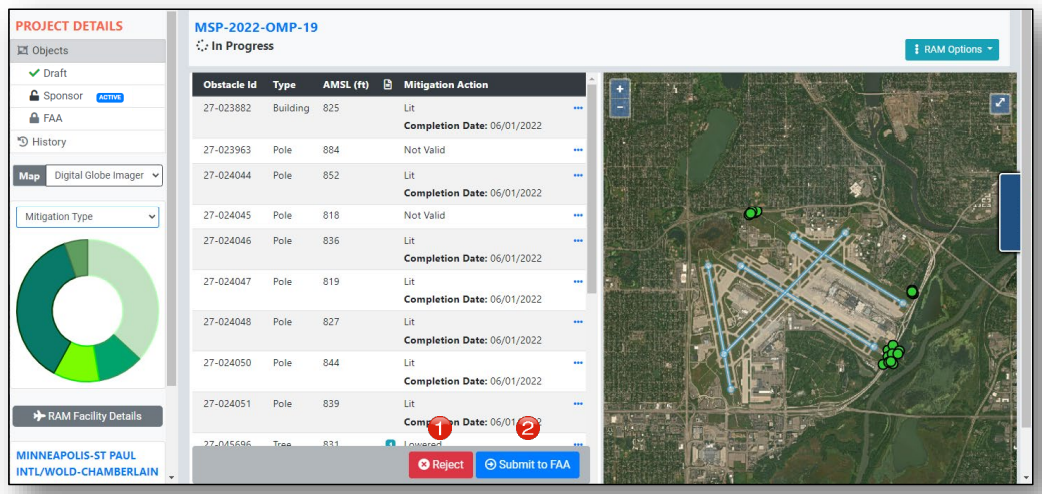 PROJECT DETAILS
Objects
Draft
Sponsor ACTIVE
FAA
History
Map Digital Globe Imager
Mitigation Type
RAM Facility Details
MINNEAPOLIS-ST PAUL
INTL/WOLD-CHAMBERLAIN
MSP-2022-OMP-19
In Progress
RAM Options
Obstacle Id Type AMSL (ft) Mitigation Action
27-023882 Building 825 Lit
Completion Date: 06/01/2022
27-023963 Pole 884 Not Valid
27-024044 Pole 852 Lit
Completion Date: 06/01/2022
27-024045 Pole 818 Not Valid
27-024046 Pole 836 Lit
Completion Date: 06/01/2022
27-024047 Pole 819 Lit
Completion Date: 06/01/2022
27-024048 Pole 827 Lit
Completion Date: 06/01/2022
27-024050 Pole 844 Lit
Completion Date: 06/01/2022
27-024051 Pole 839 Lit
Date: 06/01
27-045696 Tree 831 Lowered
1 2
Reject Submit to FAA
+
−